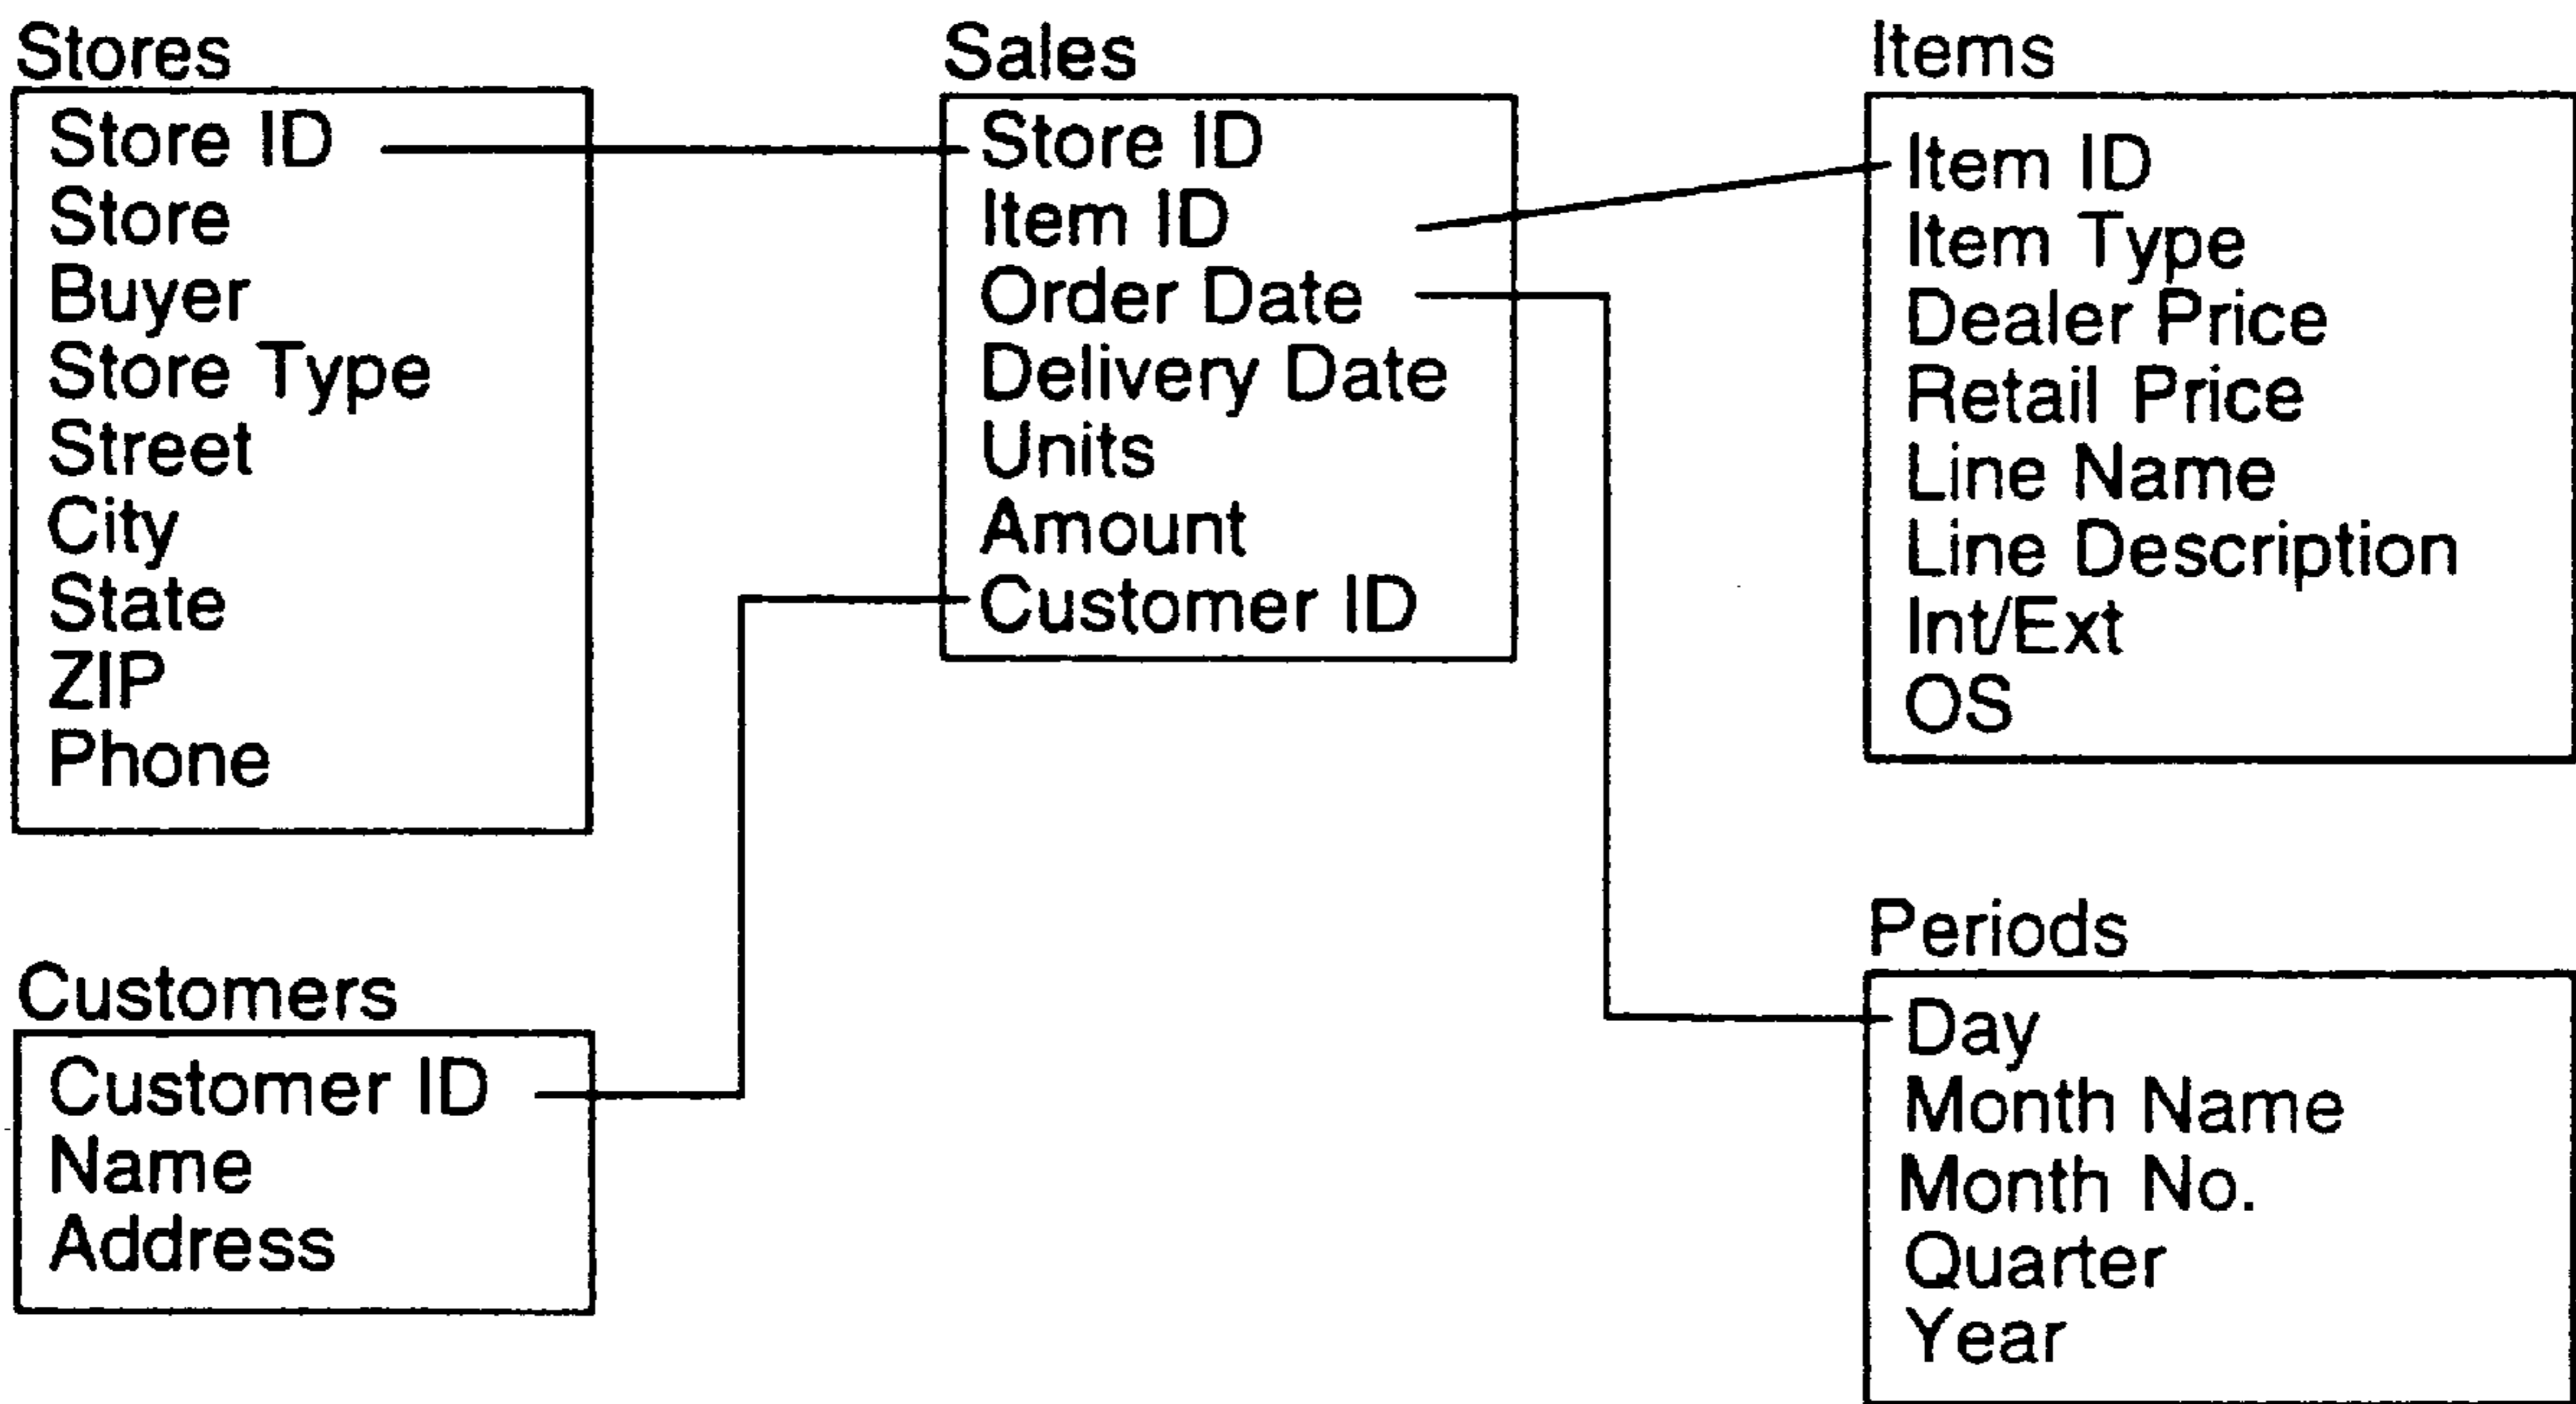 Stores
Store ID
Store
Buyer
Store Type
Street
City
State
ZIP
Phone
Sales
Store ID
Item ID
Order Date
Delivery Date
Units
Amount
Customer ID
Items
Item ID
Item Type
Dealer Price
Retail Price
Line Name
Line Description
Int/Ext
OS
Customers
Customer ID
Name
Address
Periods
Day
Month Name
Month No.
Quarter
Year